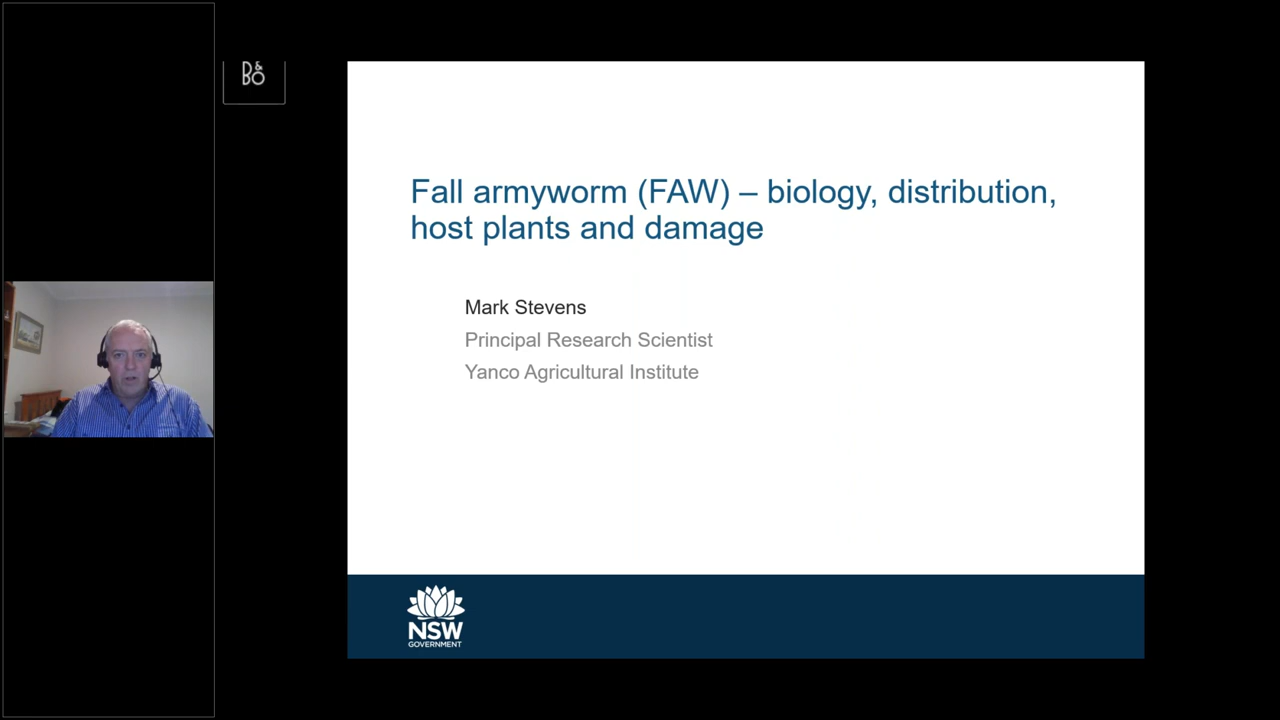 B&
BO
Fall armyworm (FAW) – biology, distribution,
host plants and damage
Mark Stevens
Principal Research Scientist
Yanco Agricultural Institute
NSW
GOVERNMENT